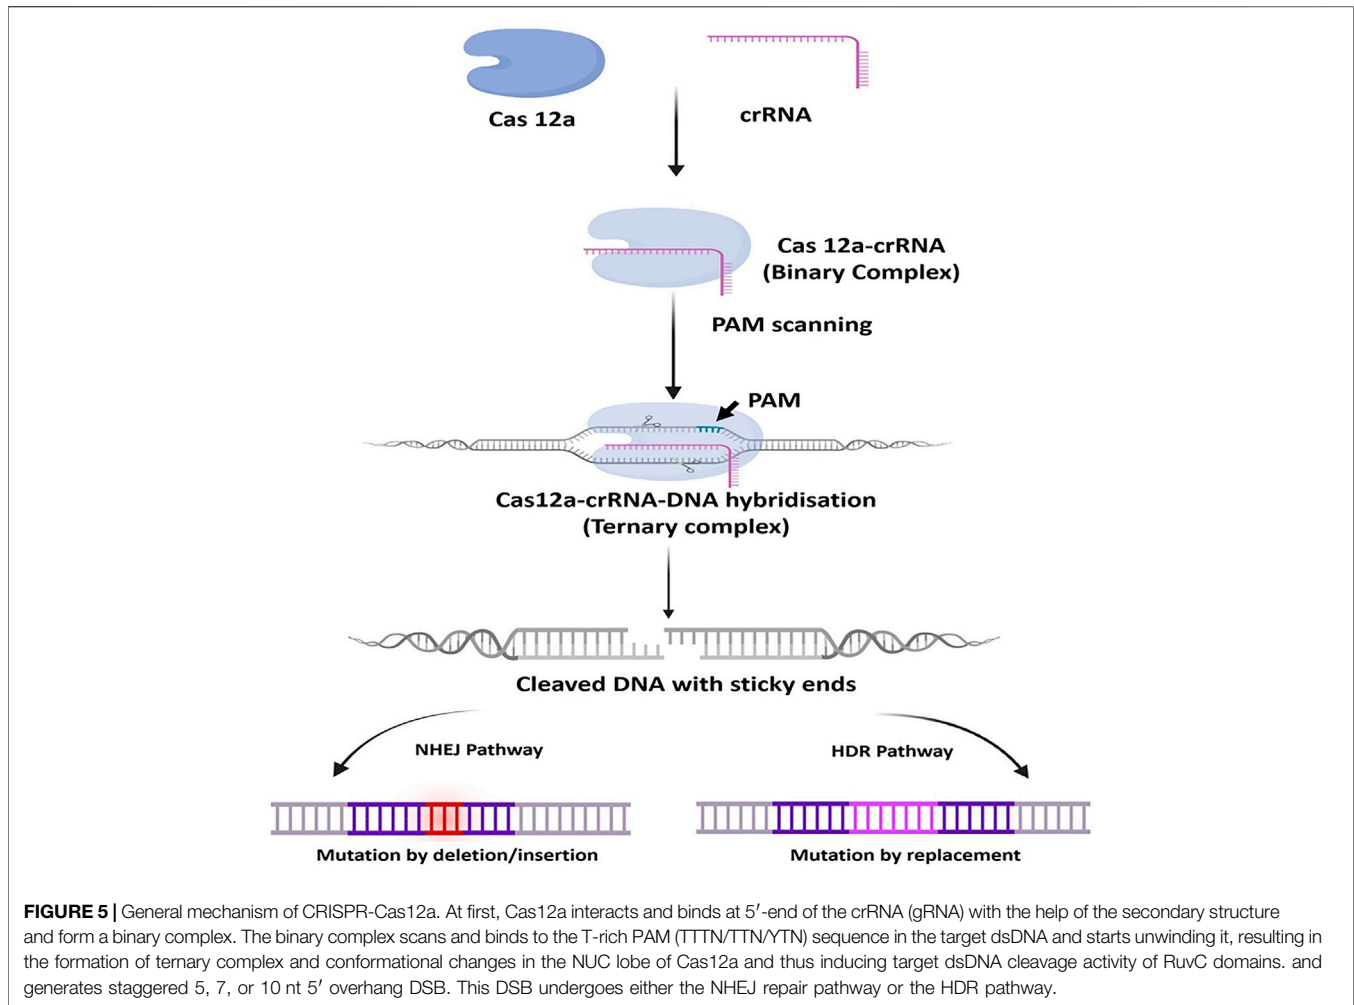 Cas 12a
crRNA
Cas 12a-crRNA
(Binary Complex)
PAM scanning
PAM
Cas12a-crRNA-DNA hybridisation
(Ternary complex)
Cleaved DNA with sticky ends
NHEJ Pathway
HDR Pathway
Mutation by deletion/insertion
Mutation by replacement
FIGURE 5 | General mechanism of CRISPR-Cas12a. At first, Cas12a interacts and binds at 5′-end of the crRNA (gRNA) with the help of the secondary structure
and form a binary complex. The binary complex scans and binds to the T-rich PAM (TTTN/TTN/YTN) sequence in the target dsDNA and starts unwinding it, resulting in
the formation of ternary complex and conformational changes in the NUC lobe of Cas12a and thus inducing target dsDNA cleavage activity of RuvC domains. and
generates staggered 5, 7, or 10 nt 5′ overhang DSB. This DSB undergoes either the NHEJ repair pathway or the HDR pathway.